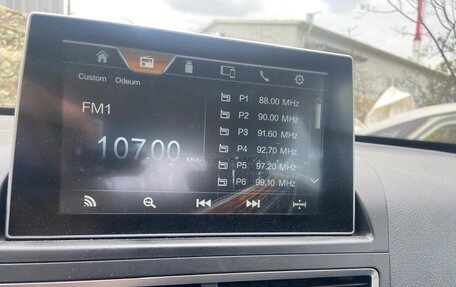 Custom Odeum
FM1
107.00 MHz
P1 88.00 MHz
P2 90.00 MHz
P3 91.60 MHz
P4 92.70 MHz
P5 97.20 MHz
P6 99.10 MHz